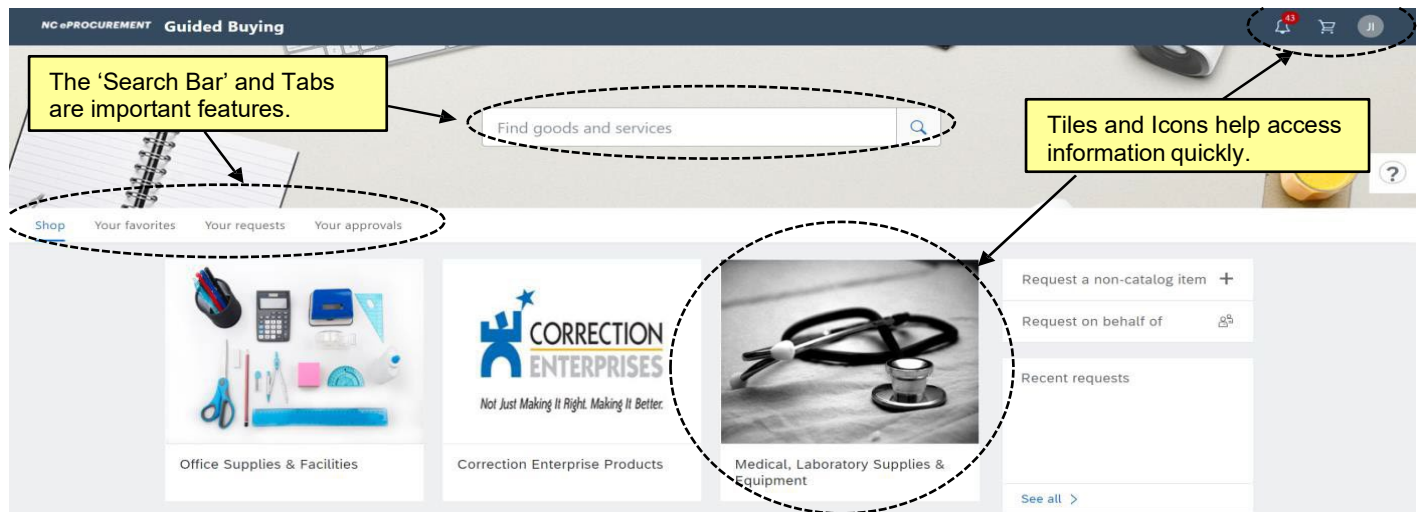 NC ePROCUREMENT Guided Buying
43
JI
The ‘Search Bar’ and Tabs
are important features.
Find goods and services
Tiles and Icons help access
information quickly.
?
Shop Your favorites Your requests Your approvals
CORRECTION
ENTERPRISES
Not Just Making It Right. Making It Better.
Office Supplies & Facilities
Correction Enterprise Products
Medical, Laboratory Supplies &
Equipment
Request a non-catalog item +
Request on behalf of
Recent requests
See all >